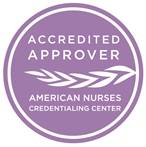 ACCREDITED
APPROVER
AMERICAN NURSES
CREDENTIALING CENTER